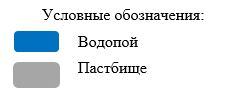 Условные обозначения:
Водопой
Пастбище